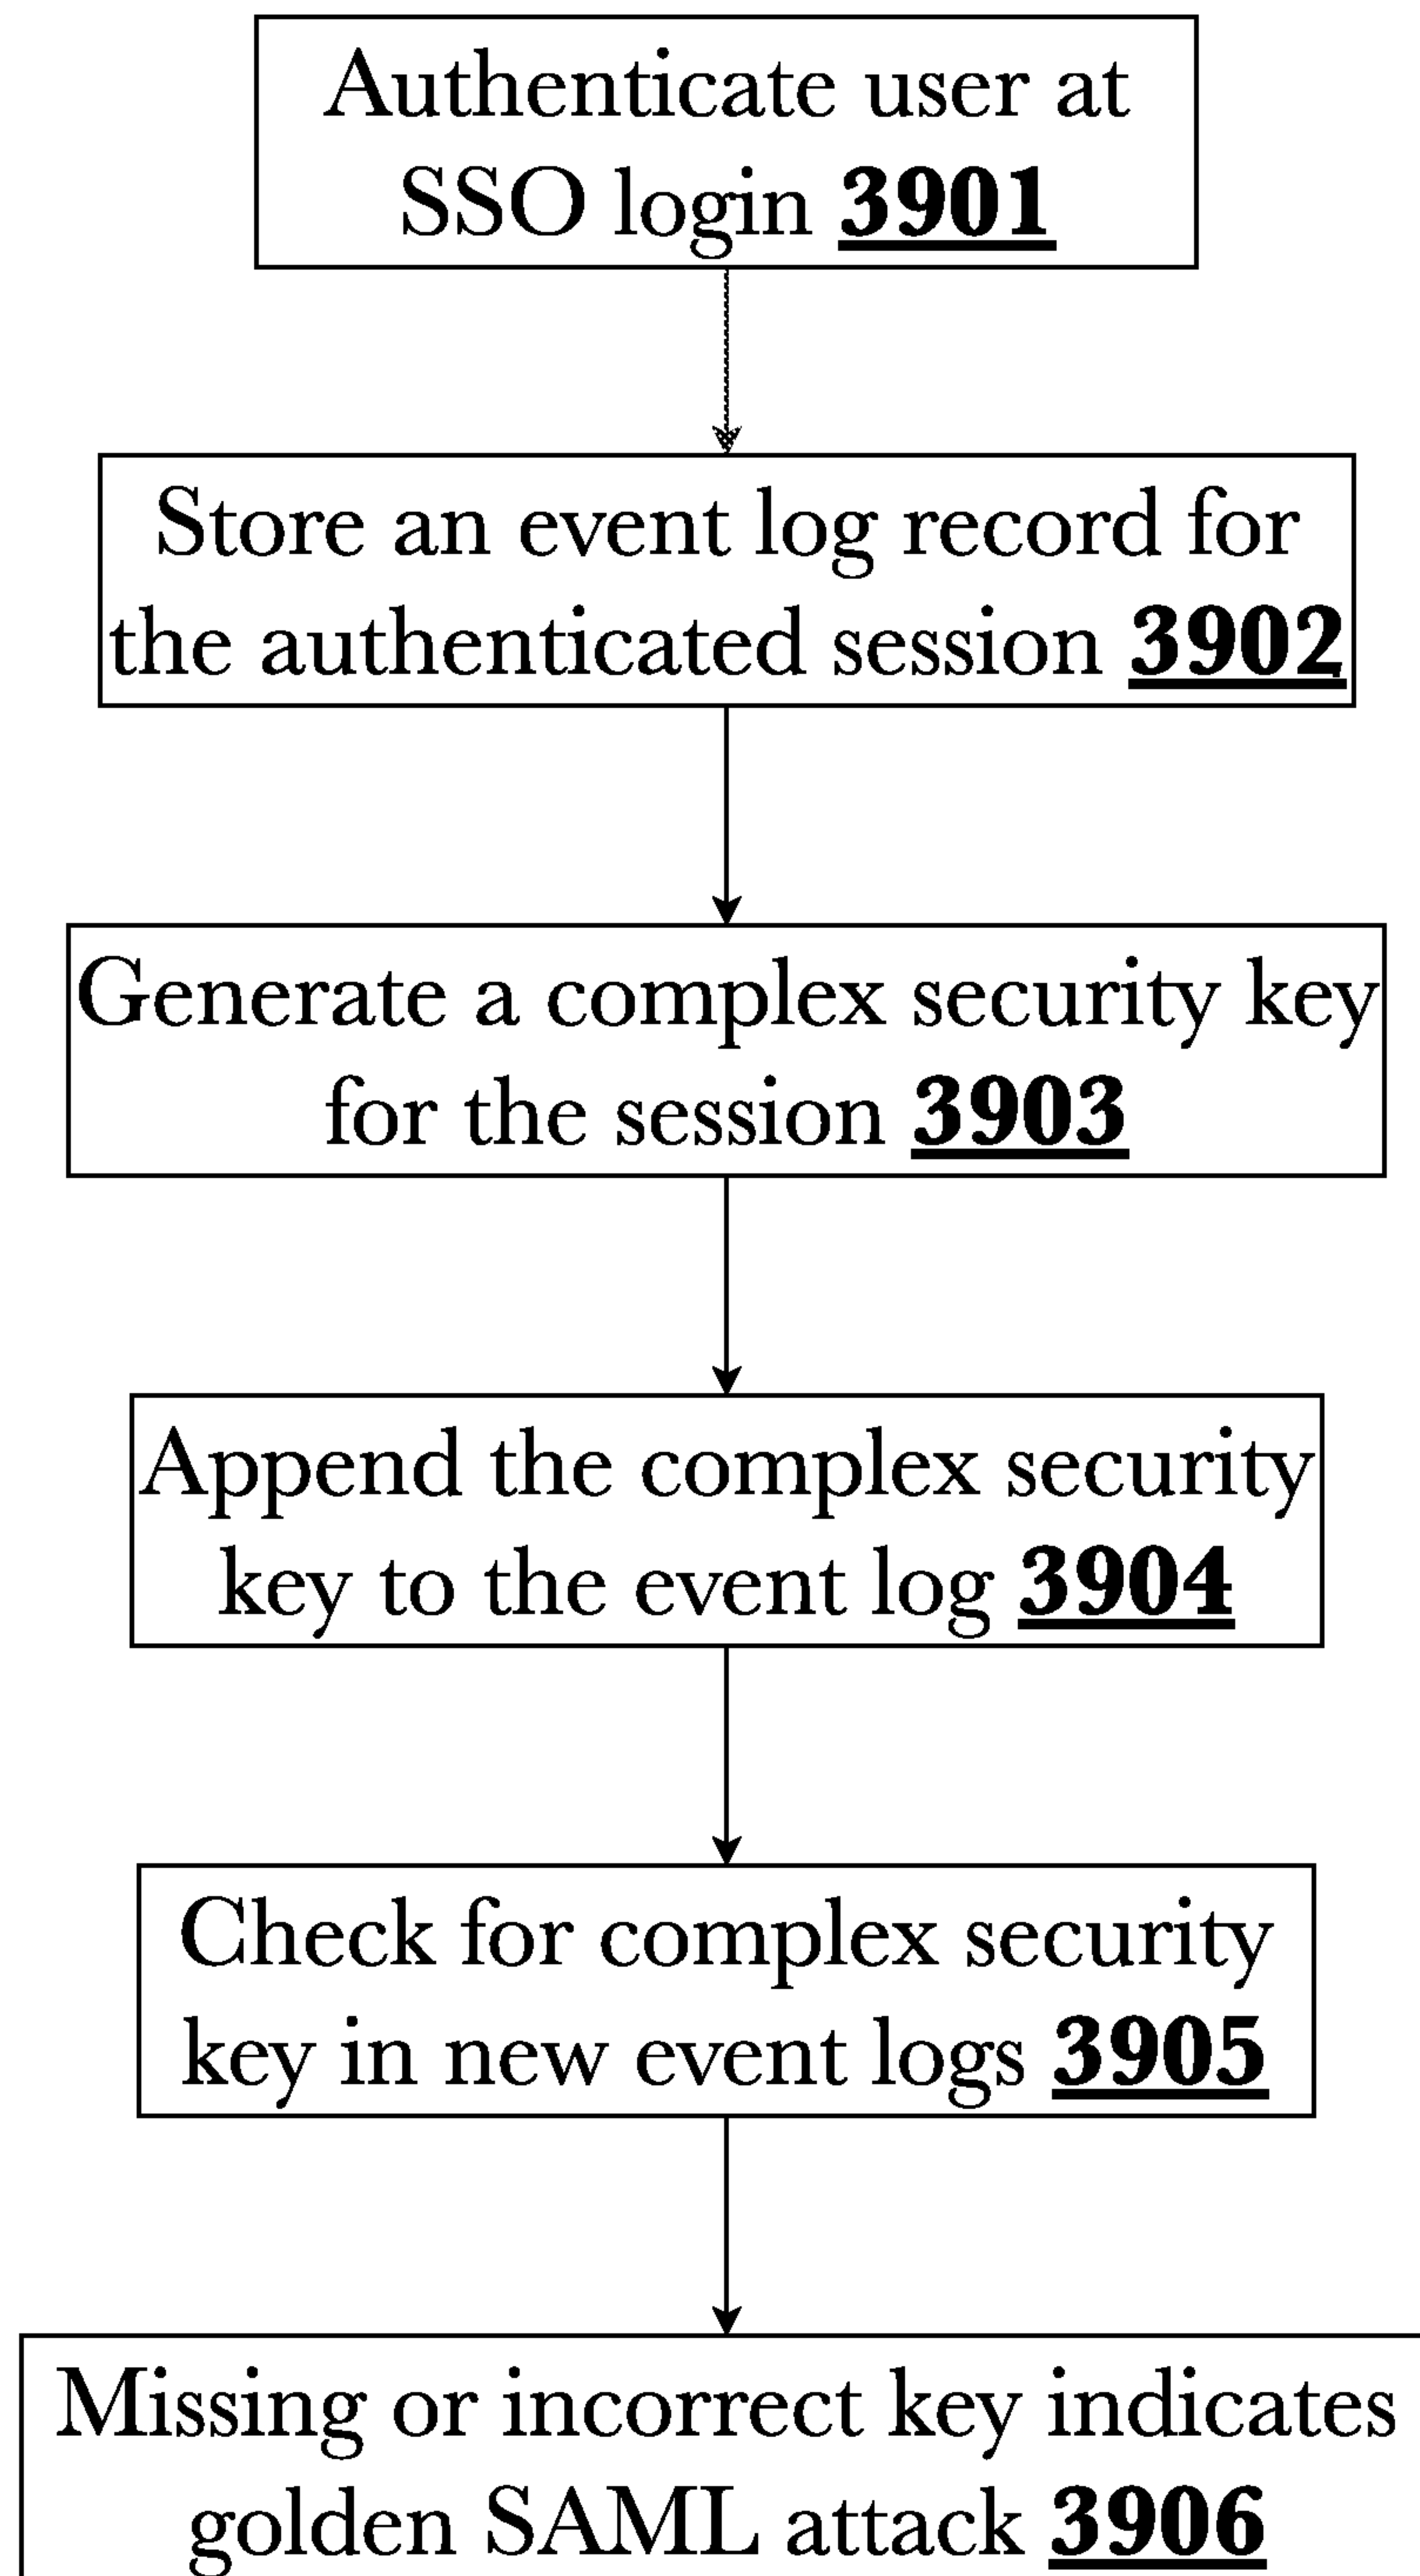 Authenticate user at
SSO login 3901
Store an event log record for
the authenticated session 3902
Generate a complex security key
for the session 3903
Append the complex security
key to the event log 3904
Check for complex security
key in new event logs 3905
Missing or incorrect key indicates
golden SAML attack 3906